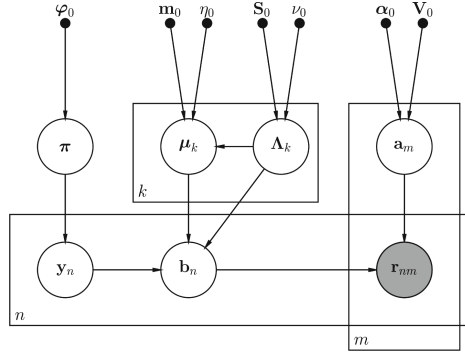 φ₀ m₀ η₀ S₀ ν₀ α₀ V₀
π μₖ Λₖ aₘ
k
yₙ bₙ rₙₘ
n
m